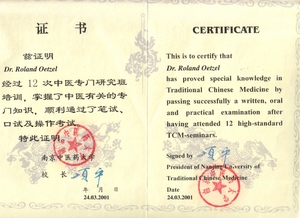 证 书
兹证明
Dr. Roland Oetzel
经过 12 次中医专门研究班
培训，掌握了中医有关的专
门知识，顺利通过了笔试、
口试及操作考试。
特此证明。
南京中医药大学
校 长
年 月 日
24.03.2001
CERTIFICATE
This is to certify that
Dr. Roland Oetzel
has proved special knowledge in
Traditional Chinese Medicine by
passing successfully a written, oral
and practical examination after
having attended 12 high-standard
TCM-seminars.
Signed by
President of Nanjing University of
Traditional Chinese Medicine
Date
24.03.2001